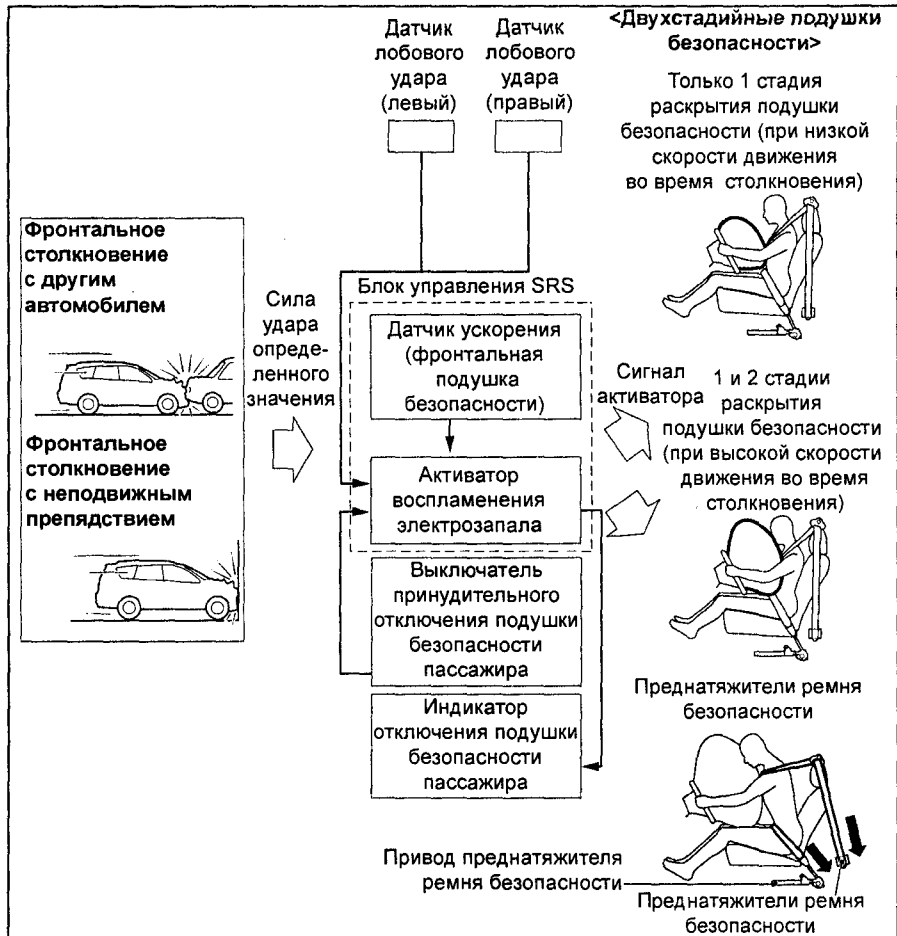 Датчик
лобового
удара
(левый)
Датчик
лобового
удара
(правый)
<Двухстадийные подушки
безопасности>
Только 1 стадия
раскрытия подушки
безопасности (при низкой
скорости движения
во время столкновения)
Фронтальное
столкновение
с другим
автомобилем
Фронтальное
столкновение
с неподвижным
препядствием
Сила
удара
опреде-
ленного
значения
Блок управления SRS
Датчик ускорения
(фронтальная
подушка
безопасности)
Активатор
воспламенения
электрозапала
Выключатель
принудительного
отключения подушки
безопасности
пассажира
Индикатор
отключения подушки
безопасности
пассажира
Сигнал
активатора
1 и 2 стадии
раскрытия
подушки безопасности
(при высокой скорости
движения во время
столкновения)
Преднатяжители ремня
безопасности
Привод преднатяжителя
ремня безопасности
Преднатяжители ремня
безопасности